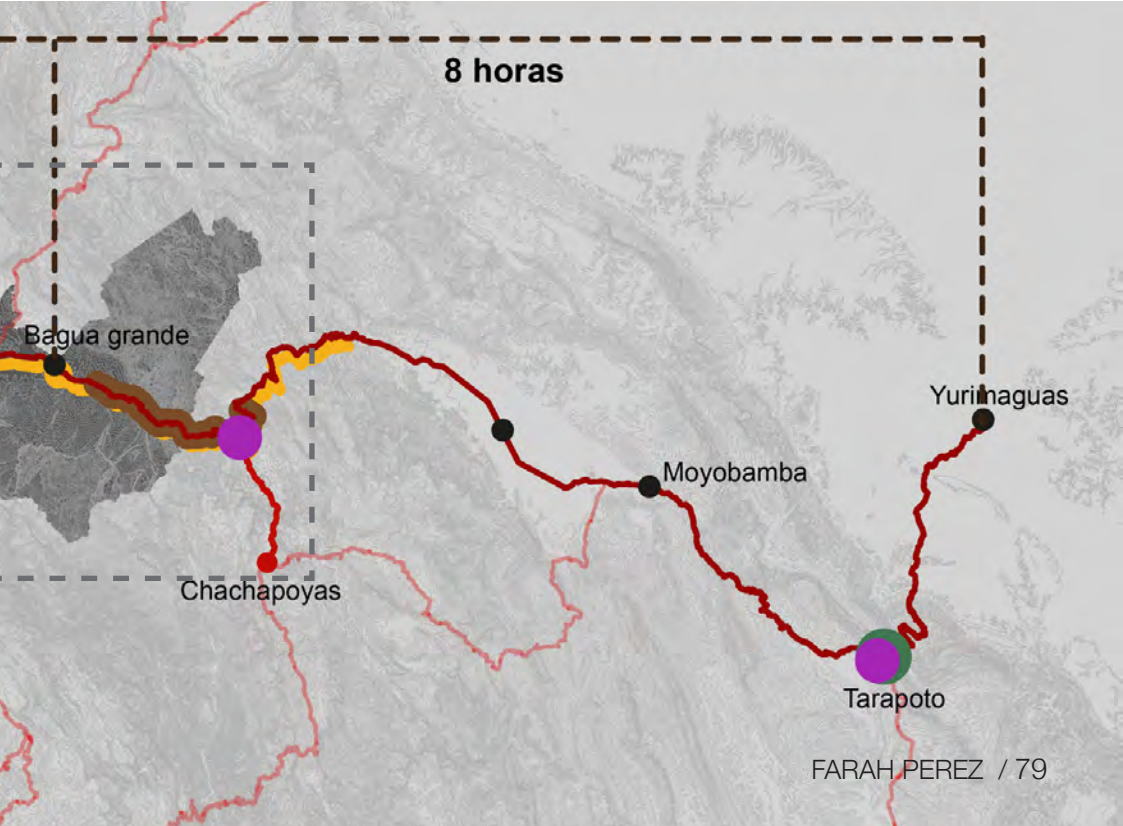 8 horas
Bagua grande
Yurimaguas
Moyobamba
Chachapoyas
Tarapoto
FARAH PEREZ / 79